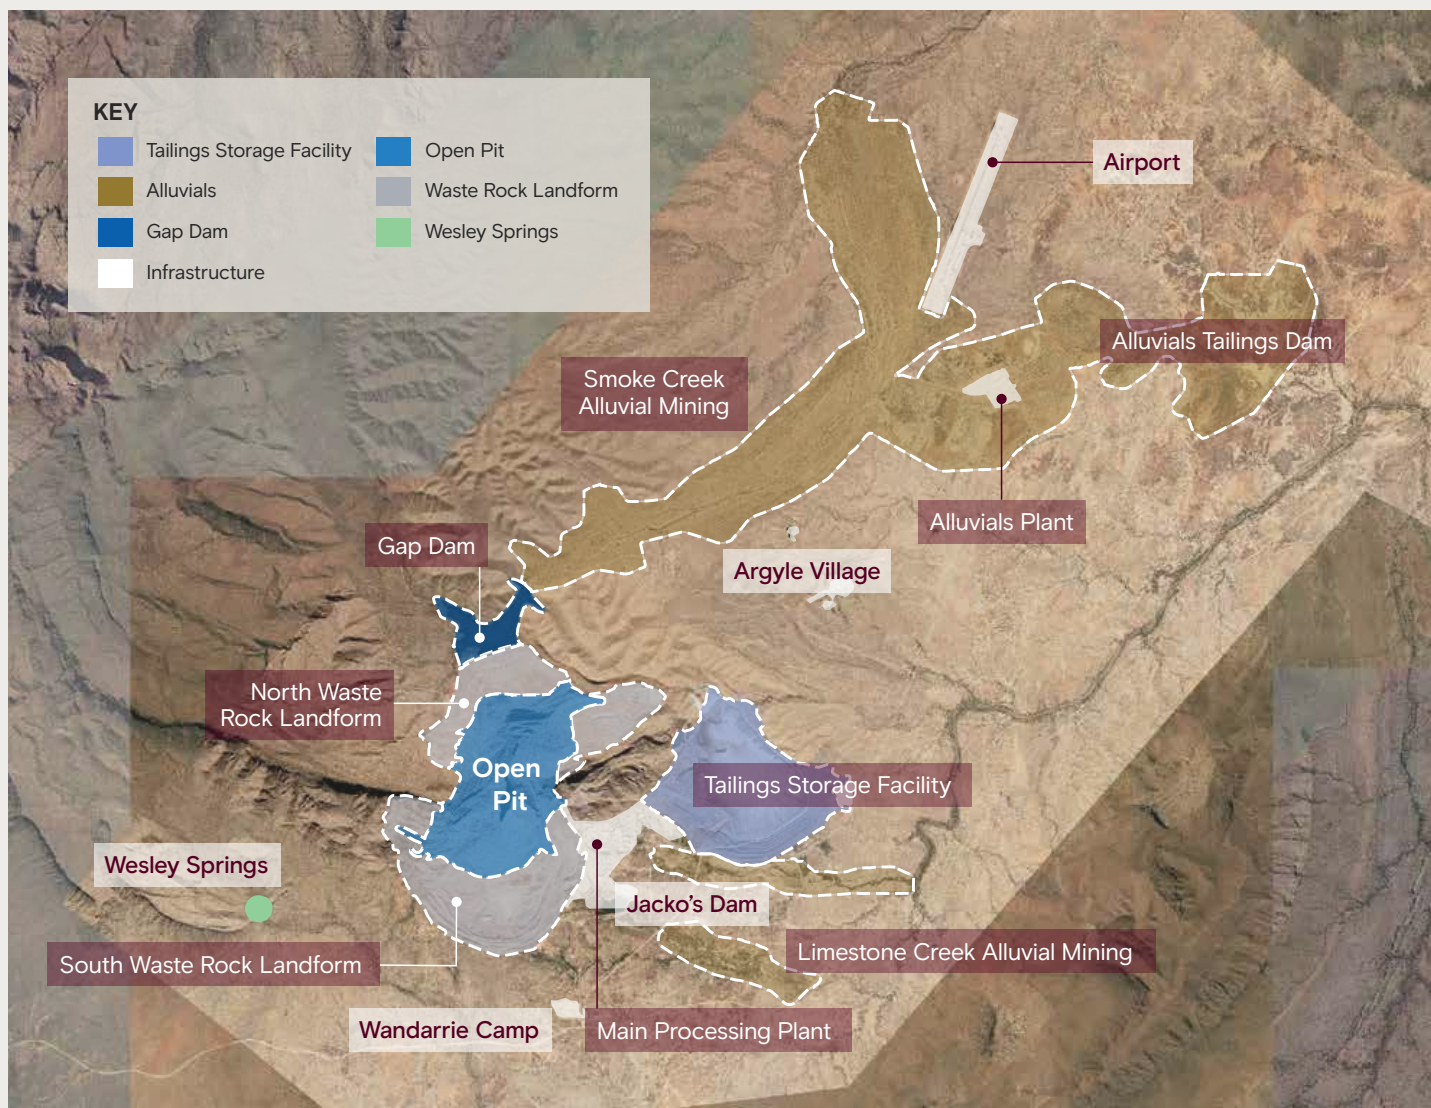 KEY
Tailings Storage Facility
Open Pit
Alluvials
Waste Rock Landform
Gap Dam
Wesley Springs
Infrastructure
Airport
Alluvials Tailings Dam
Smoke Creek
Alluvial Mining
Alluvials Plant
Gap Dam
Argyle Village
North Waste
Rock Landform
Open
Pit
Tailings Storage Facility
Wesley Springs
Jacko’s Dam
South Waste Rock Landform
Limestone Creek Alluvial Mining
Wandarrie Camp
Main Processing Plant